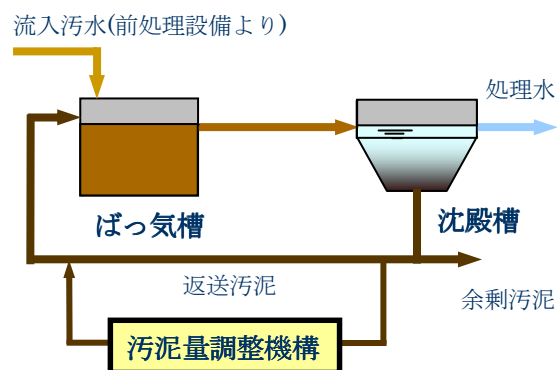 流入汚水(前処理設備より)
処理水
ばっ気槽
沈殿槽
返送汚泥
余剰汚泥
汚泥量調整機構